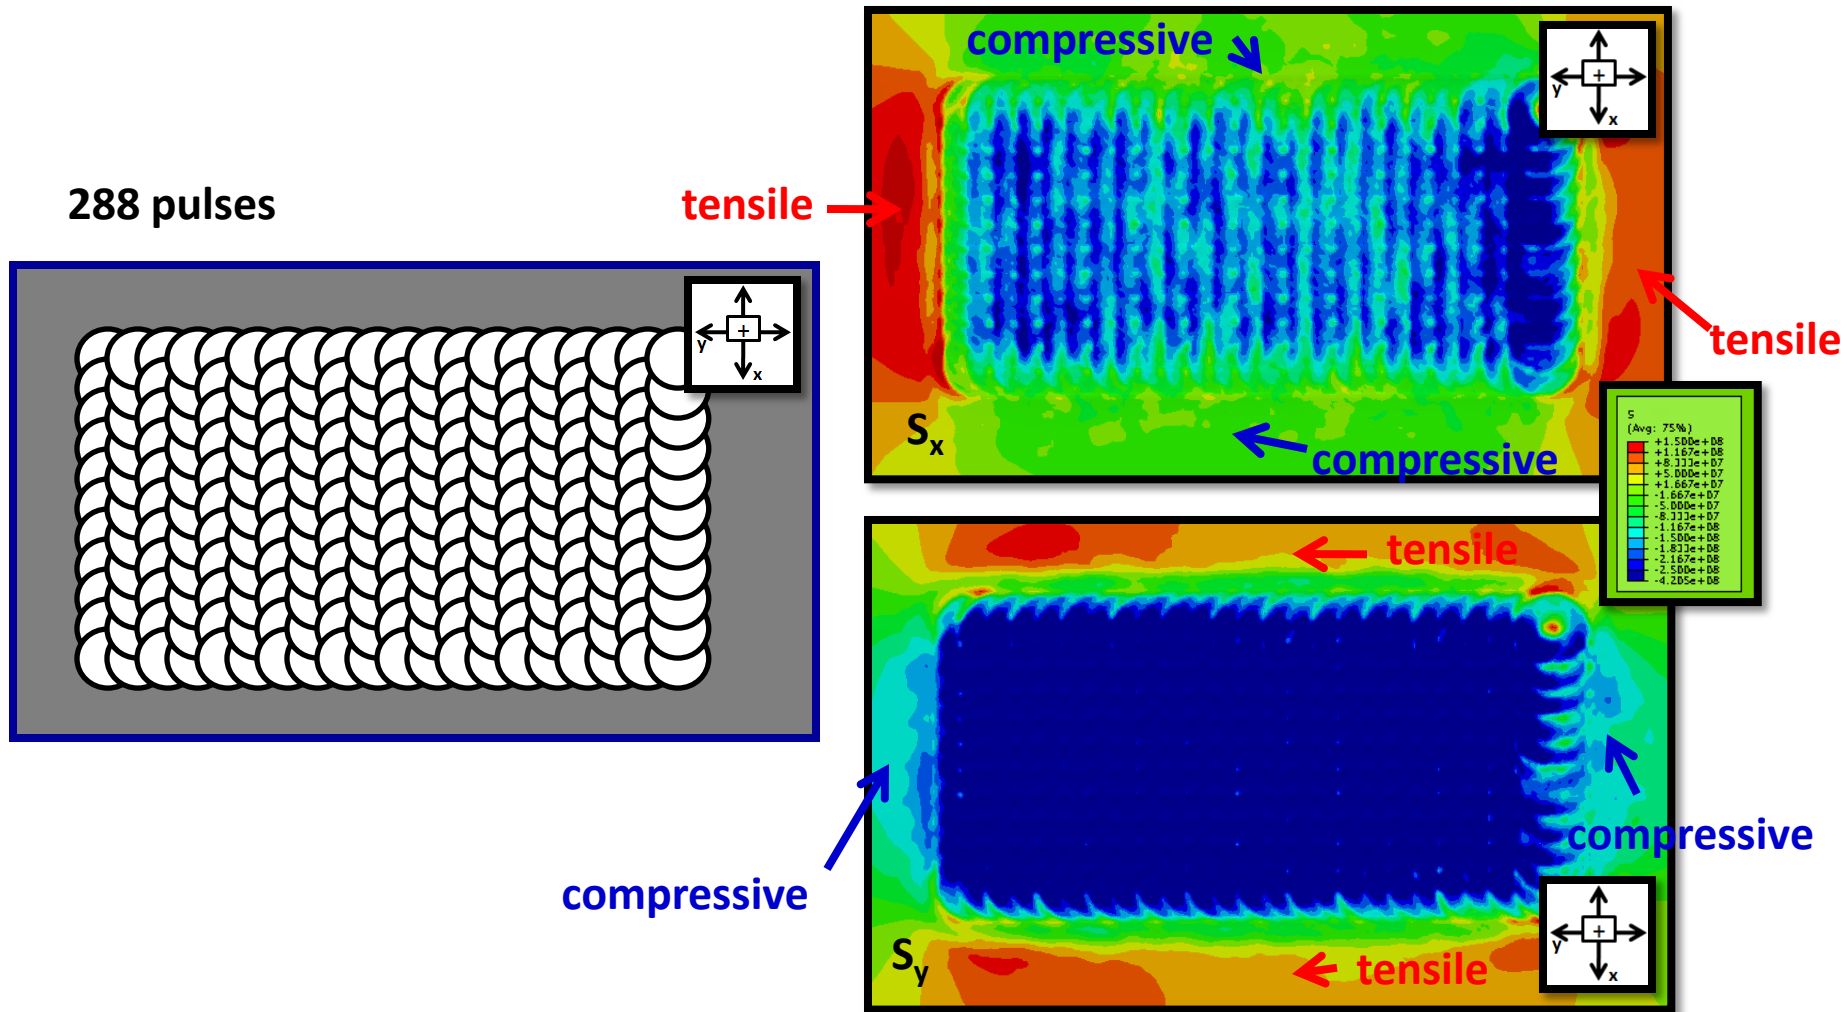 288 pulses
+
y
x
compressive
+
y
x
tensile
tensile
Sx
compressive
S
(Avg: 75%)
+1.500e+08
+1.167e+08
+8.333e+07
+5.000e+07
+1.667e+07
-1.667e+07
-5.000e+07
-8.333e+07
-1.167e+08
-1.500e+08
-1.833e+08
-2.167e+08
-2.500e+08
-4.205e+08
tensile
compressive
compressive
Sy
tensile
+
y
x